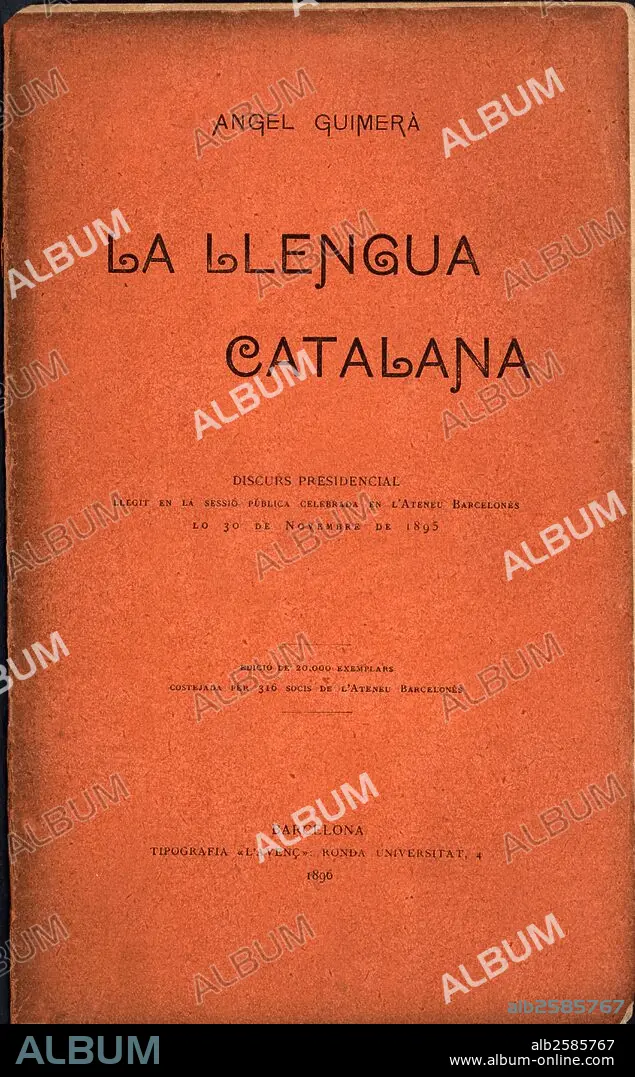 ANGEL GUIMERÀ
LA LLENGUA
CATALANA
DISCURS PRESIDENCIAL
LLEGIT EN LA SESSIÓ PÚBLICA CELEBRADA EN L'ATENEU BARCELONÈS
LO 30 DE NOVEMBRE DE 1895
EDICIÓ DE 20,000 EXEMPLARS
COSTEJADA PER 316 SOCIS DE L'ATENEU BARCELONÈS
BARCELONA
TIPOGRAFIA «L'AVENÇ»: RONDA UNIVERSITAT, 4
1896
alb2585767
ALBUM
alb2585767
www.album-online.com